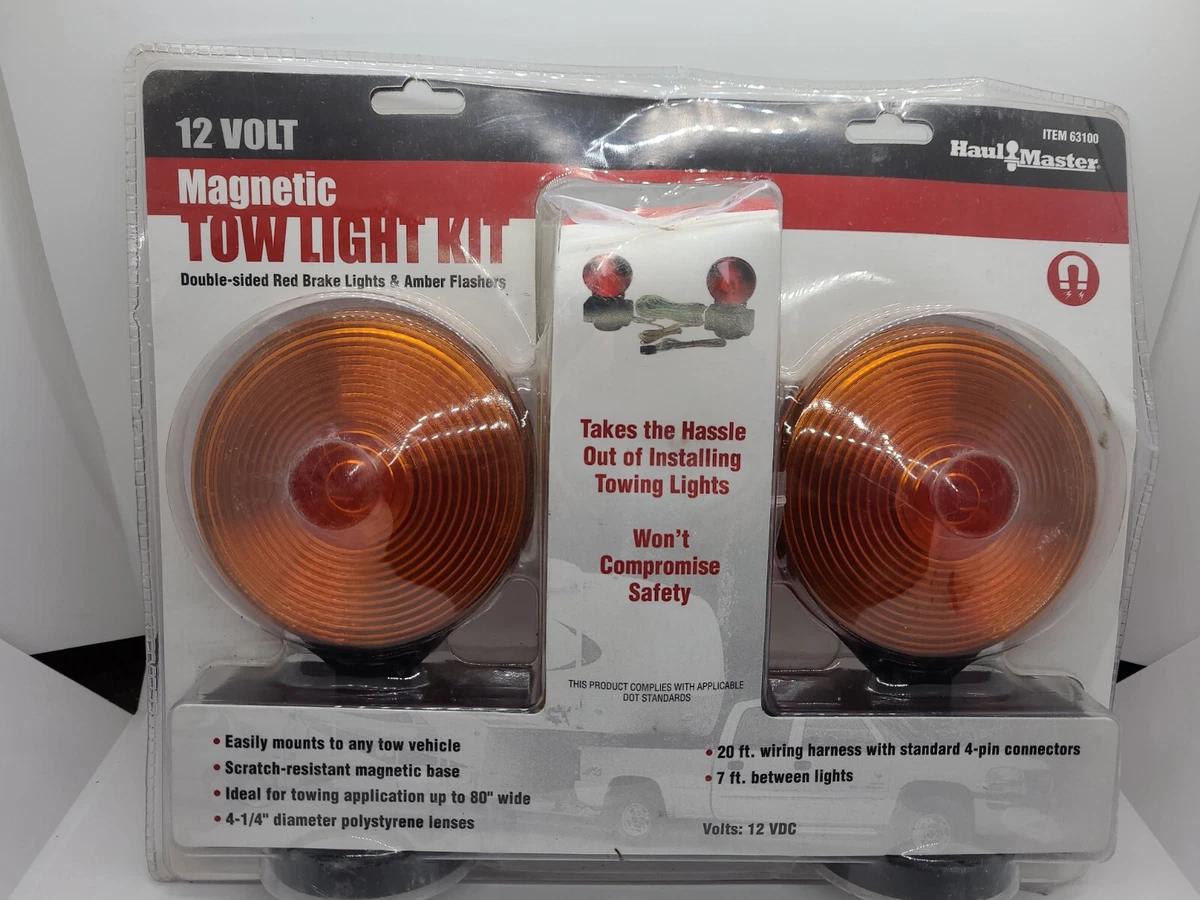 12 VOLT
ITEM 63100
Haul Master
Magnetic
TOW LIGHT KIT
Double-sided Red Brake Lights & Amber Flashers
Takes the Hassle
Out of Installing
Towing Lights
Won't
Compromise
Safety
THIS PRODUCT COMPLIES WITH APPLICABLE
DOT STANDARDS
• Easily mounts to any tow vehicle
• Scratch-resistant magnetic base
• Ideal for towing application up to 80" wide
• 4-1/4" diameter polystyrene lenses
• 20 ft. wiring harness with standard 4-pin connectors
• 7 ft. between lights
Volts: 12 VDC